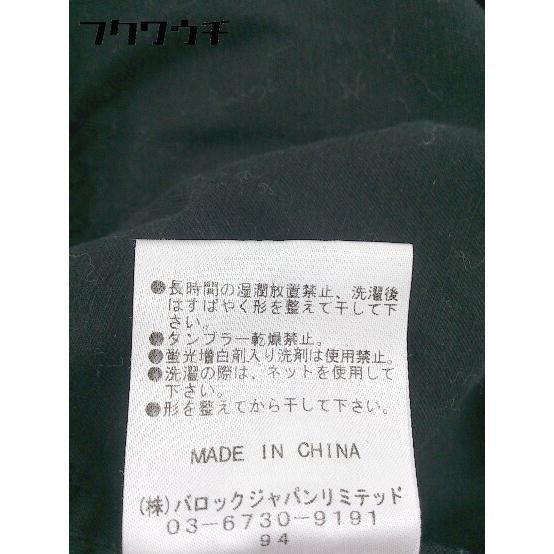 フクワウチ
●長時間の湿潤放置禁止、洗濯後
はすばやく形を整えて干して下
さい。
●タンブラー乾燥禁止。
●蛍光増白剤入り洗剤は使用禁止。
●洗濯の際は、ネットを使用して
下さい。
●形を整えてから干して下さい。
MADE IN CHINA
(株)バロックジャパンリミテッド
03-6730-9191
94